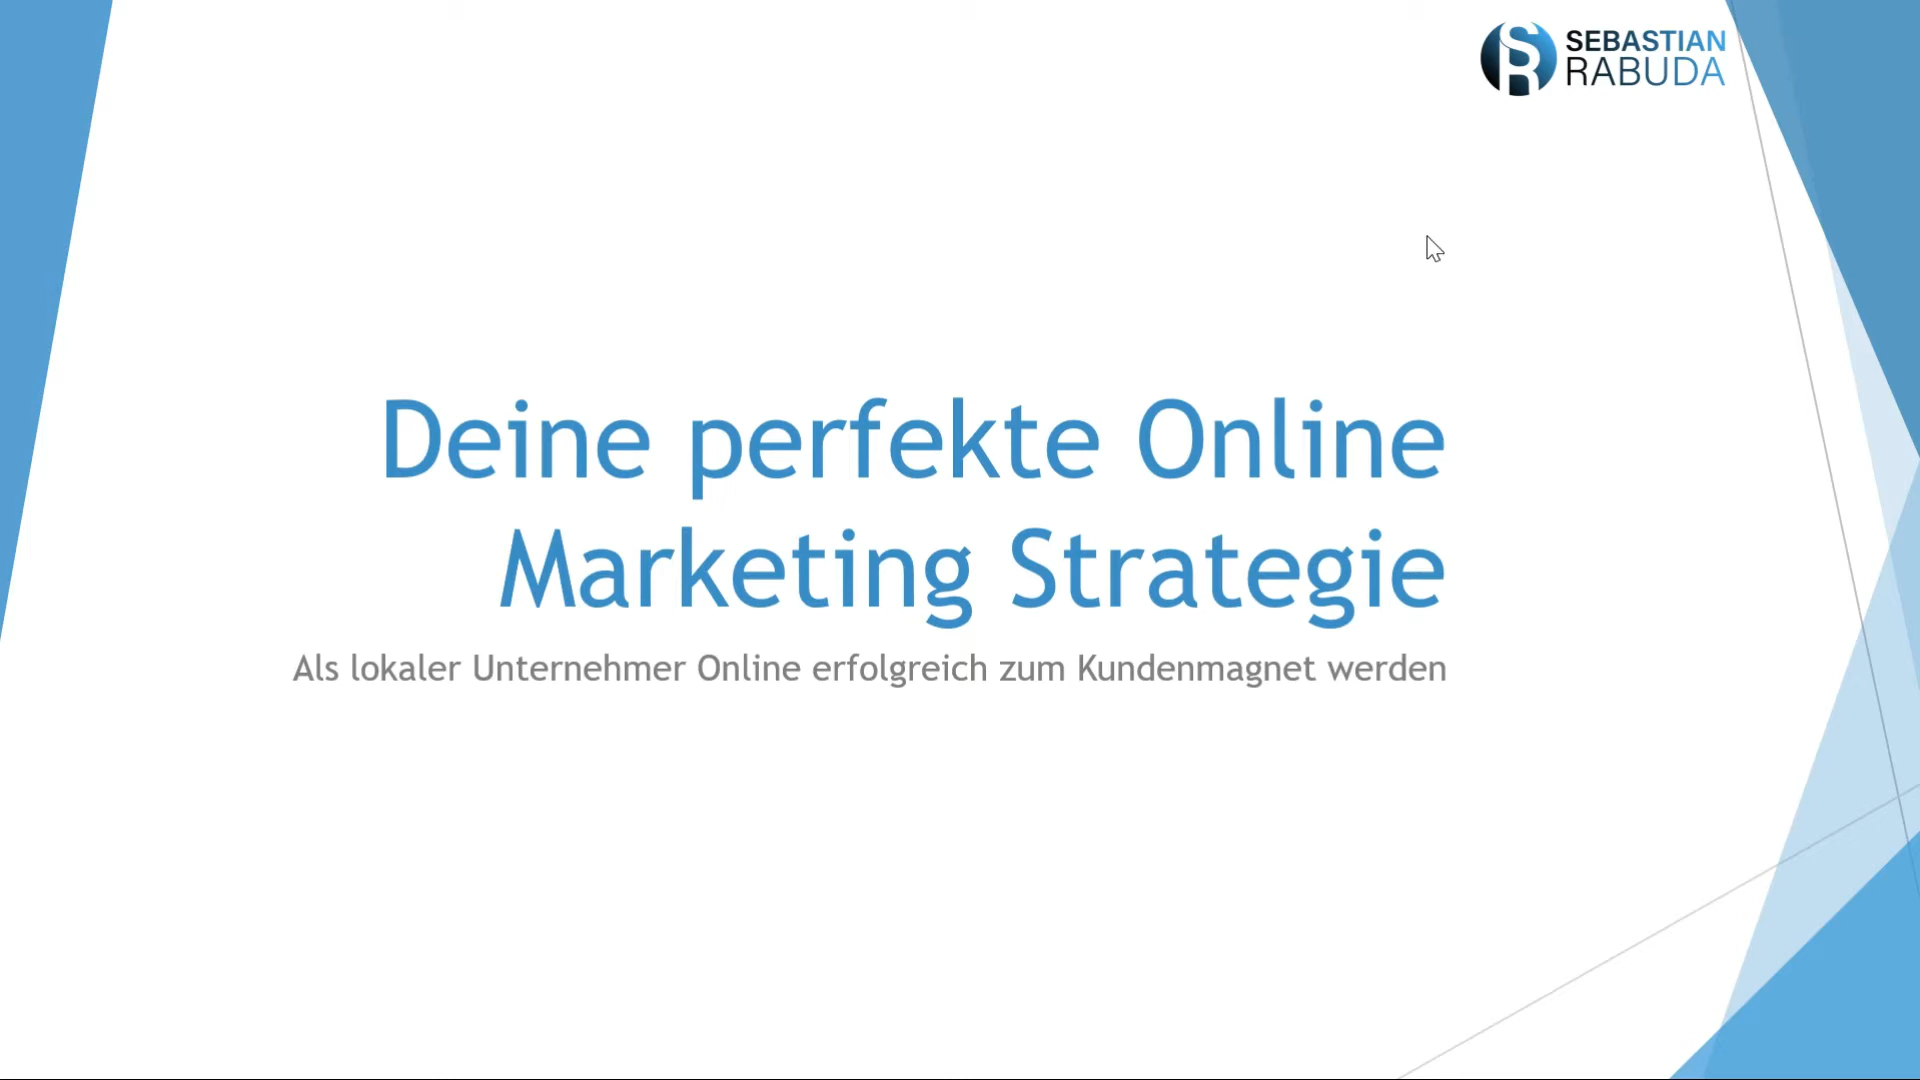 SEBASTIAN
RABUDA
Deine perfekte Online
Marketing Strategie
Als lokaler Unternehmer Online erfolgreich zum Kundenmagnet werden